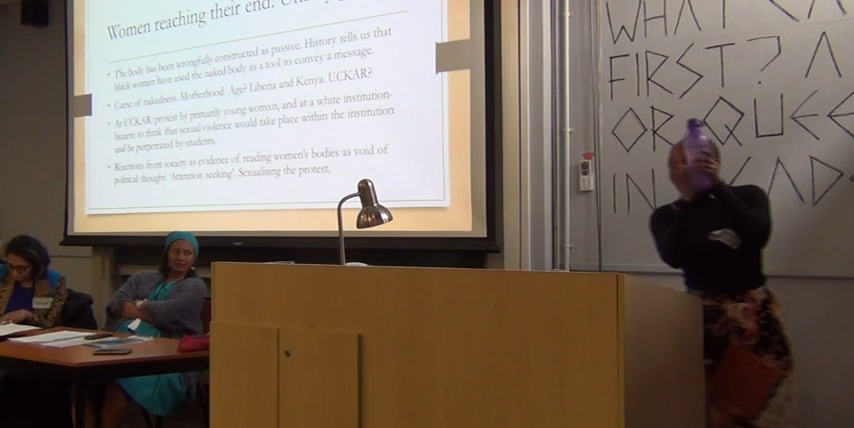 Women reaching their end:
• The body has been wrongfully constructed as passive. History tells us that
black women have used the naked body as a tool to convey a message.
• Curse of nakedness. Motherhood. Age? Liberia and Kenya. UCKAR?
• At UCKAR: protest by primarily young womxn, and at a white institution-
bizarre to think that sexual violence would take place within the institution
and be perpetrated by students.
• Reactions from society as evidence of reading women's bodies as void of
political thought. 'Attention seeking'. Sexualising the protest.
WHAT
FIRST? A
OR QUEE
IN